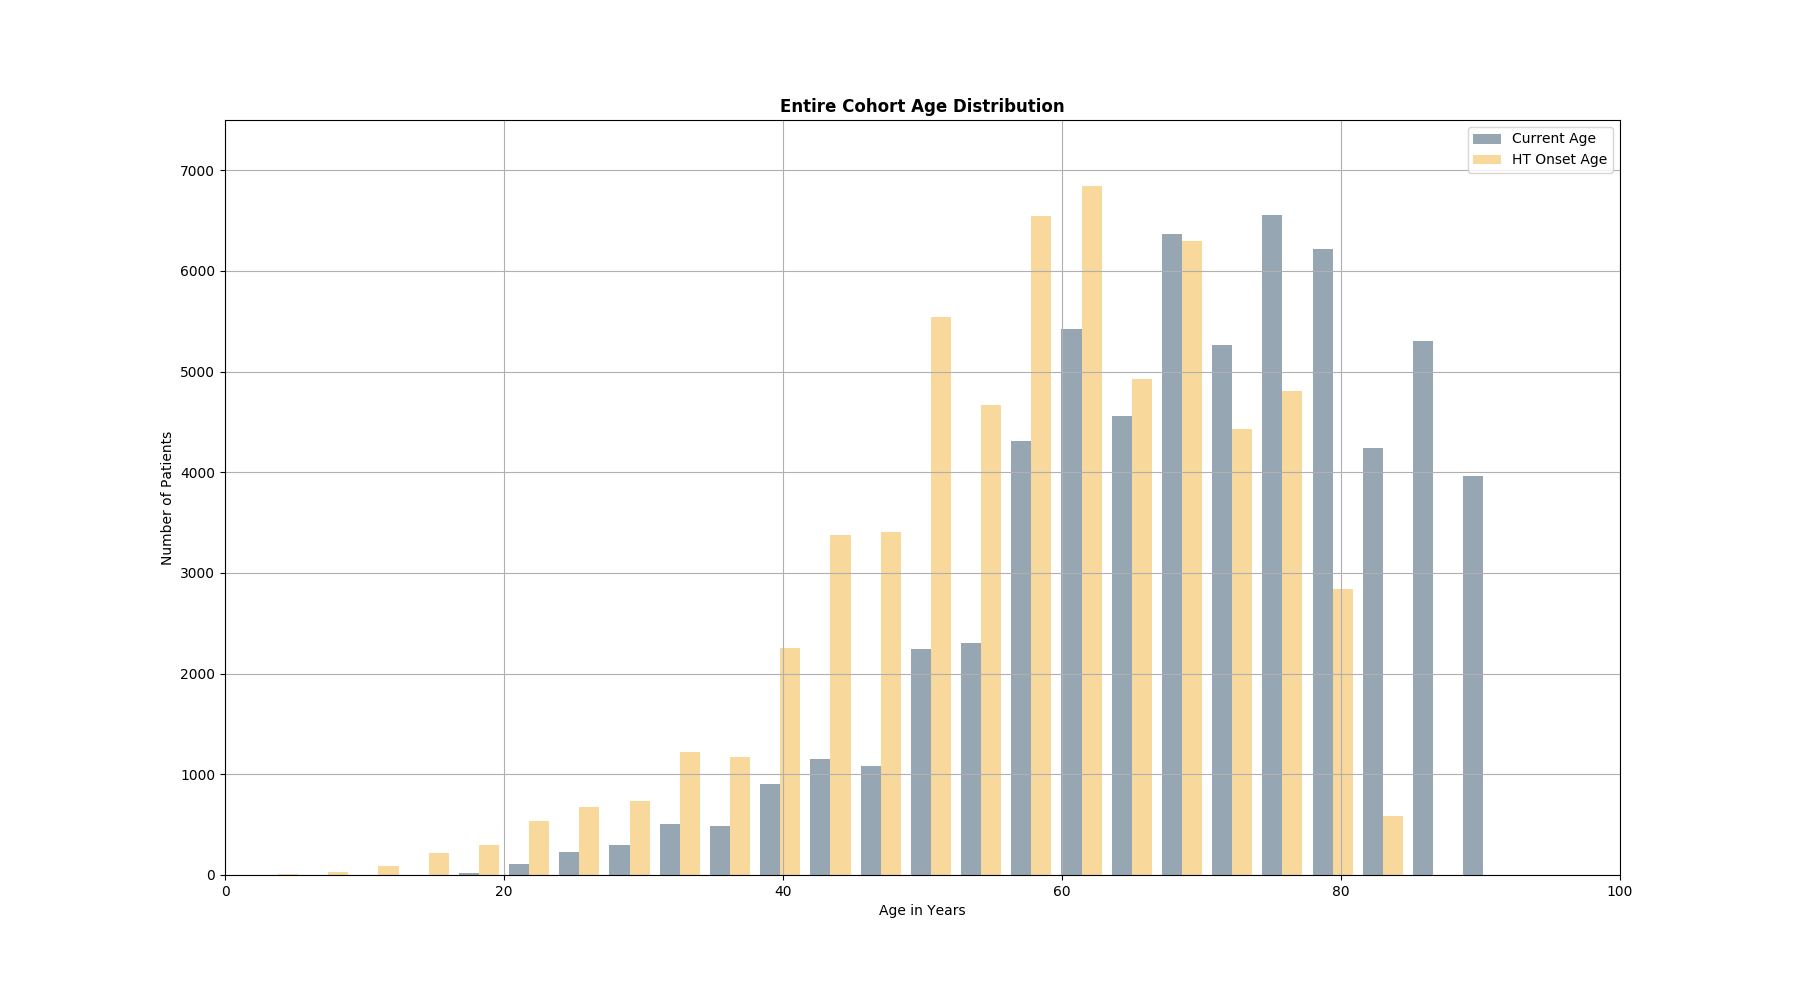 Entire Cohort Age Distribution
Current Age
HT Onset Age
7000
6000
5000
4000
3000
2000
1000
0
Number of Patients
0 20 40 60 80 100
Age in Years